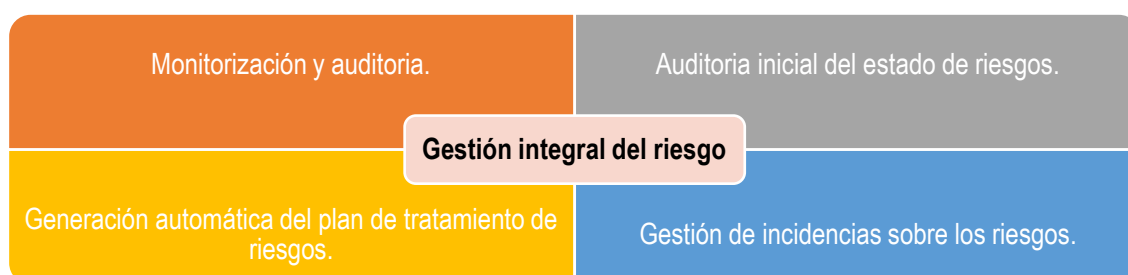 Monitorización y auditoria.
Auditoria inicial del estado de riesgos.
Gestión integral del riesgo
Generación automática del plan de tratamiento de
riesgos.
Gestión de incidencias sobre los riesgos.